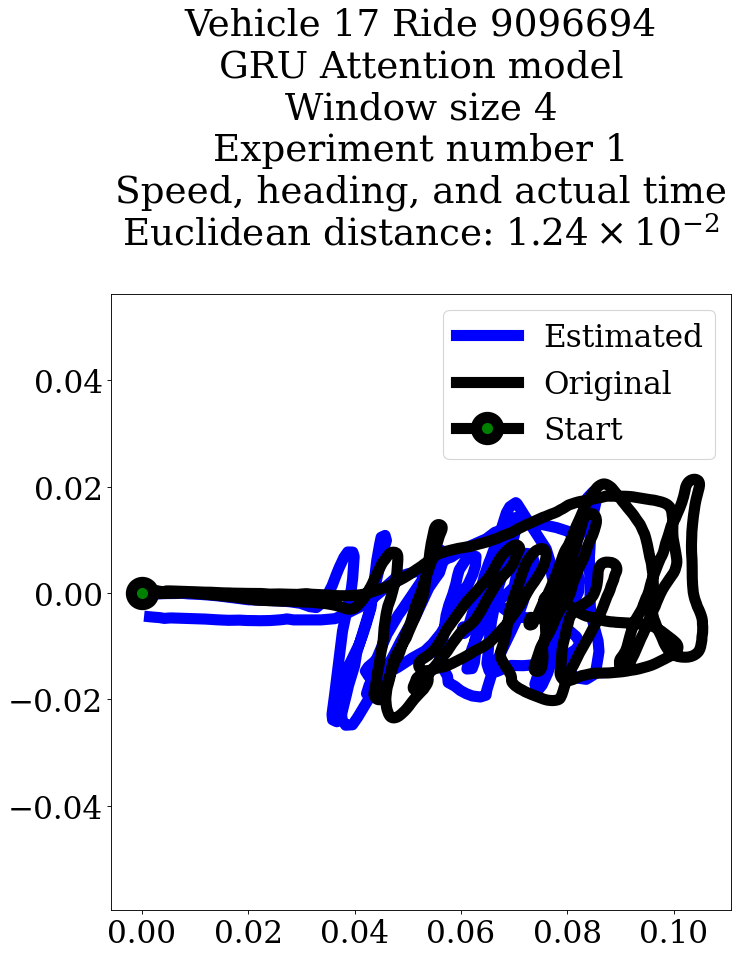 Vehicle 17 Ride 9096694
GRU Attention model
Window size 4
Experiment number 1
Speed, heading, and actual time
Euclidean distance: 1.24 × 10⁻²
Estimated
Original
Start
0.04
0.02
0.00
−0.02
−0.04
0.00 0.02 0.04 0.06 0.08 0.10